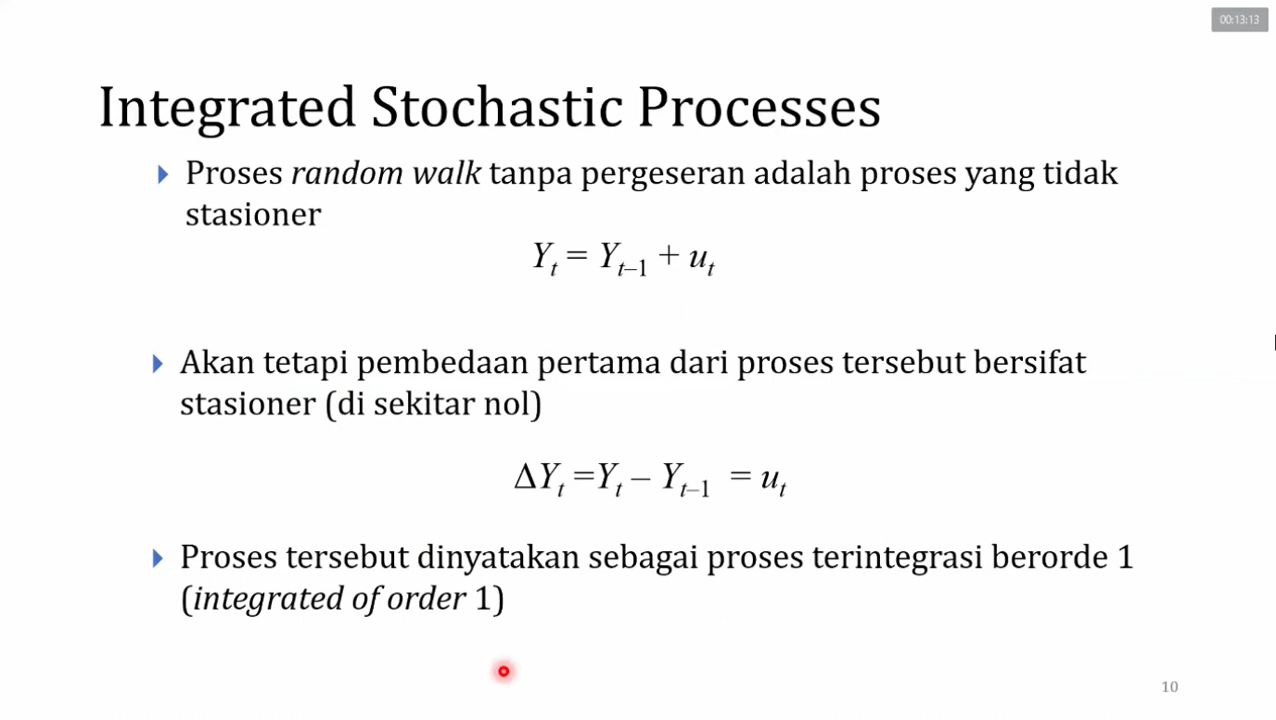 00:13:13
Integrated Stochastic Processes
Proses random walk tanpa pergeseran adalah proses yang tidak
stasioner
Yₜ = Yₜ₋₁ + uₜ
Akan tetapi pembedaan pertama dari proses tersebut bersifat
stasioner (di sekitar nol)
ΔYₜ =Yₜ – Yₜ₋₁ = uₜ
Proses tersebut dinyatakan sebagai proses terintegrasi berorde 1
(integrated of order 1)
10